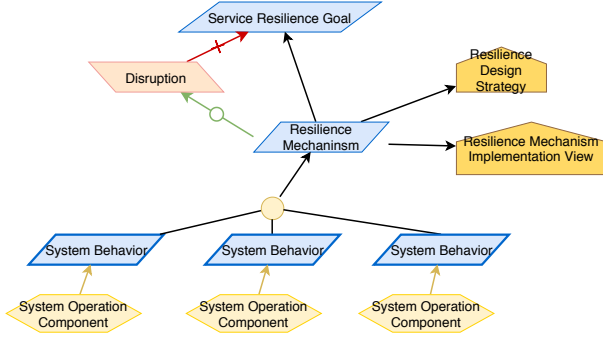 Service Resilience Goal
Disruption
Resilience
Design
Strategy
Resilience
Mechaninsm
Resilience Mechanism
Implementation View
System Behavior
System Behavior
System Behavior
System Operation
Component
System Operation
Component
System Operation
Component